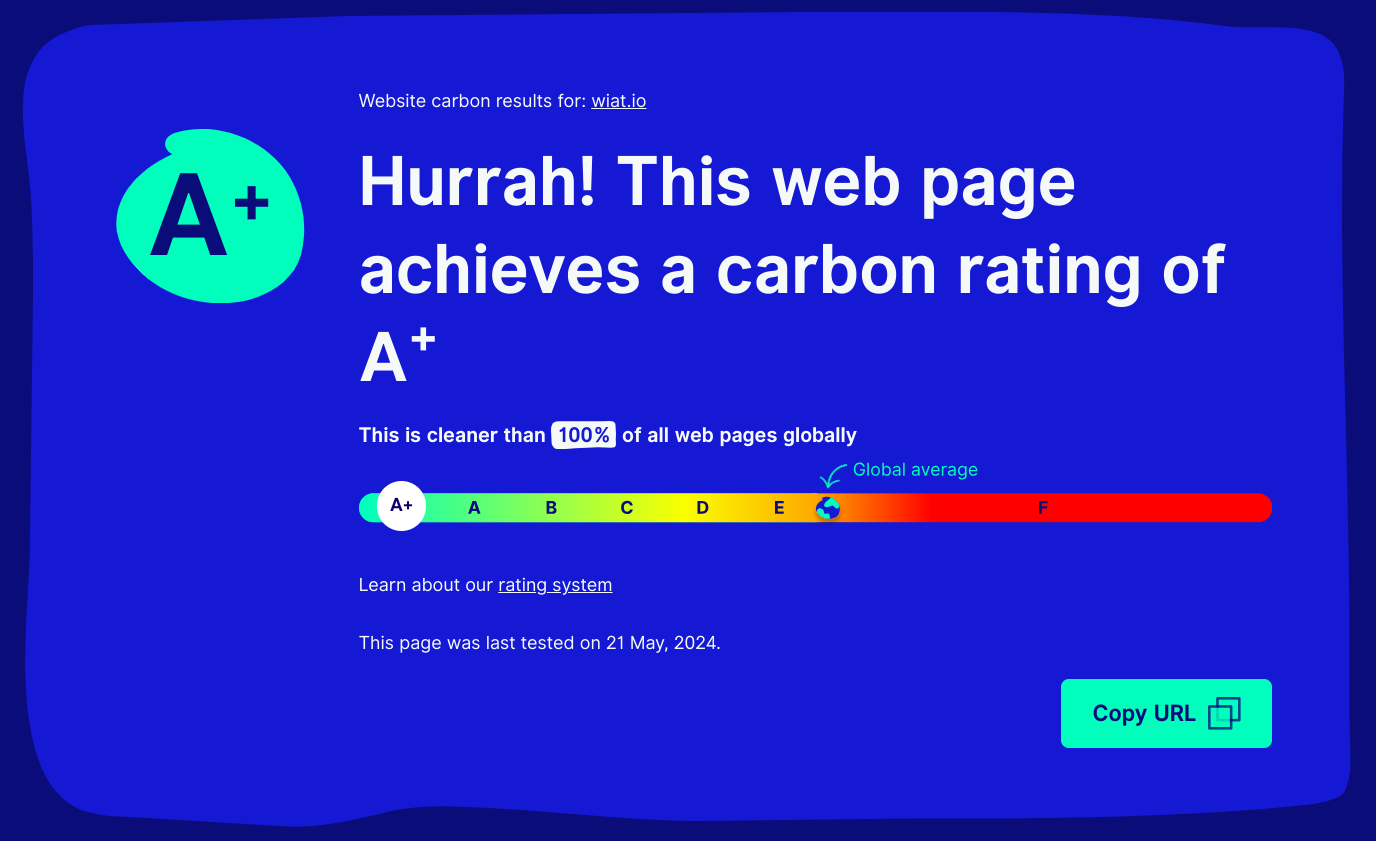 Website carbon results for: wiat.io
A+
Hurrah! This web page
achieves a carbon rating of
A+
This is cleaner than 100% of all web pages globally
Global average
A+ A B C D E F
Learn about our rating system
This page was last tested on 21 May, 2024.
Copy URL